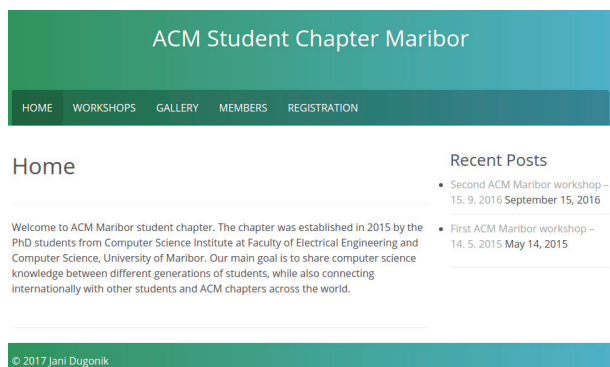 ACM Student Chapter Maribor
HOME WORKSHOPS GALLERY MEMBERS REGISTRATION
Home
Welcome to ACM Maribor student chapter. The chapter was established in 2015 by the
PhD students from Computer Science Institute at Faculty of Electrical Engineering and
Computer Science, University of Maribor. Our main goal is to share computer science
knowledge between different generations of students, while also connecting
internationally with other students and ACM chapters across the world.
Recent Posts
Second ACM Maribor workshop –
15. 9. 2016 September 15, 2016
First ACM Maribor workshop –
14. 5. 2015 May 14, 2015
© 2017 Jani Dugonik